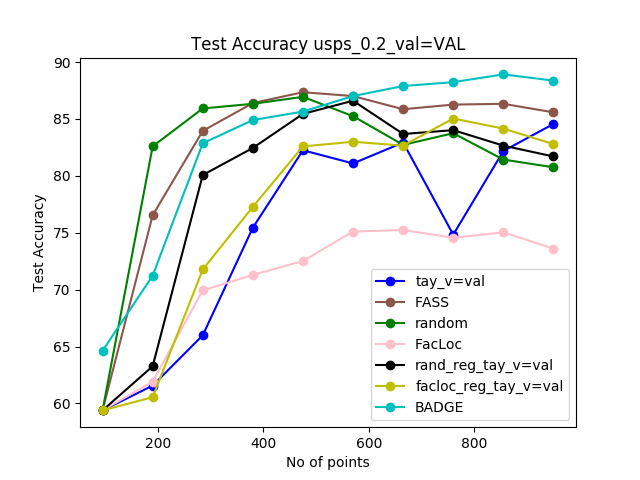 Test Accuracy usps_0.2_val=VAL
90
85
80
75
70
65
60
Test Accuracy
200
400
600
800
No of points
tay_v=val
FASS
random
FacLoc
rand_reg_tay_v=val
facloc_reg_tay_v=val
BADGE